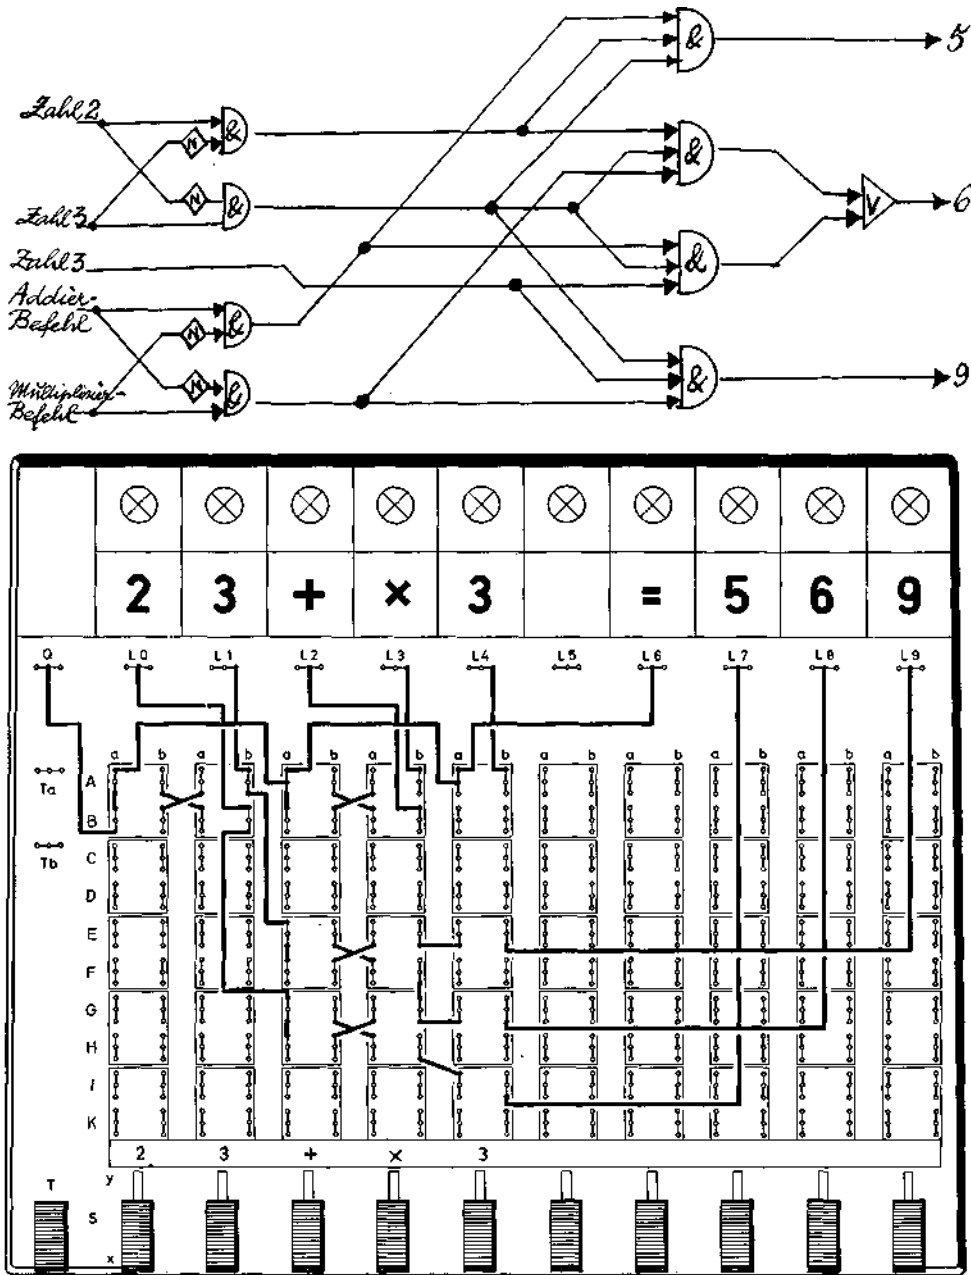 Zahl 2
Zahl 3
Zahl 3
Addier-
Befehl
Multiplizier-
Befehl
N
N
N
N
&
&
&
&
&
&
&
&
V
5
6
9
2 3 + × 3 = 5 6 9
Q L0 L1 L2 L3 L4 L5 L6 L7 L8 L9
a b a b a b a b a b a b a b a b a b a b
Ta
A
B
Tb
C
D
E
F
G
H
I
K
2 3 + × 3
T
y
S
x